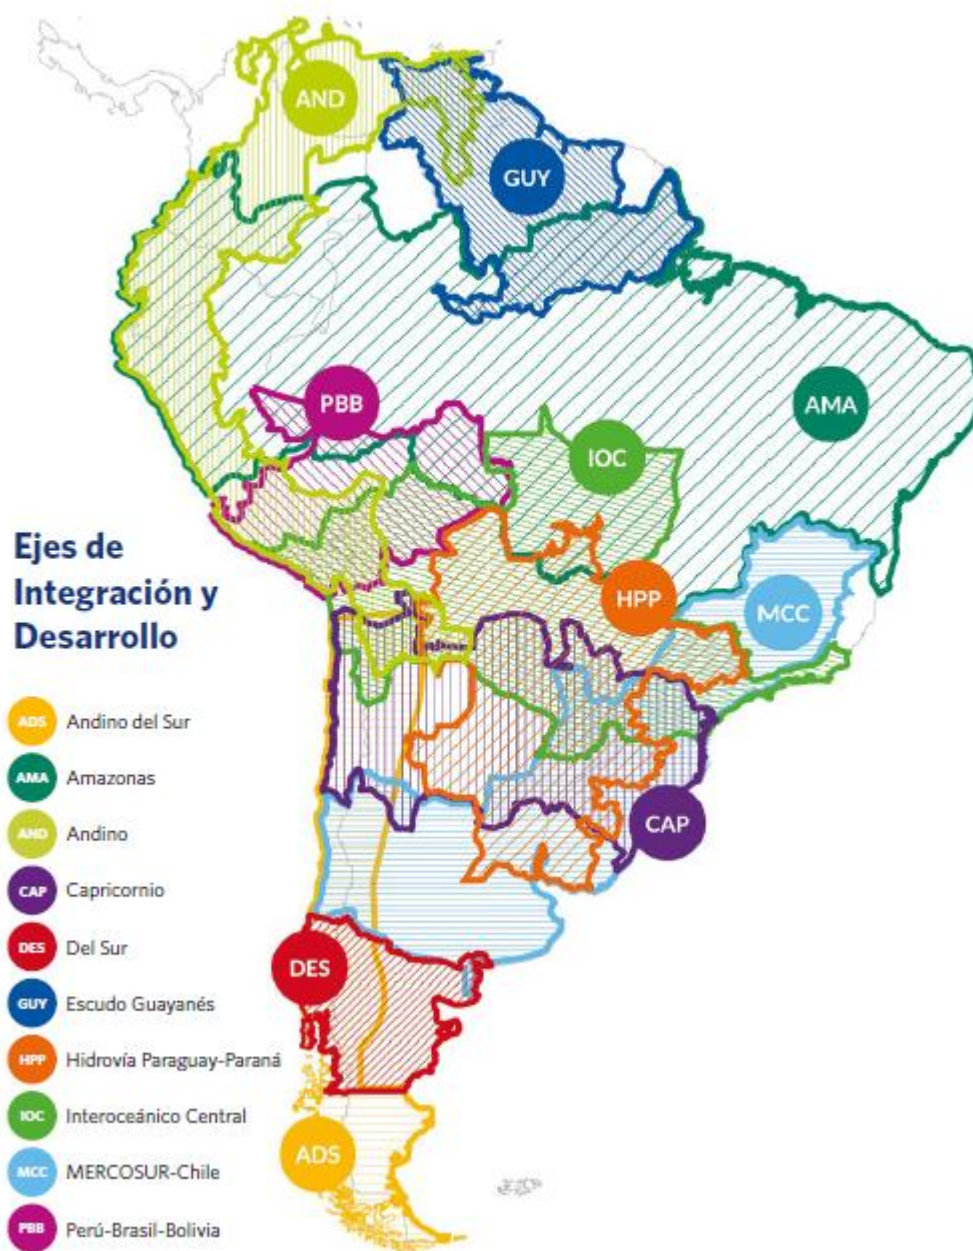 AND
GUY
PBB
AMA
IOC
HPP
MCC
CAP
DES
ADS
Ejes de
Integración y
Desarrollo
ADS Andino del Sur
AMA Amazonas
AND Andino
CAP Capricornio
DES Del Sur
GUY Escudo Guayanés
HPP Hidrovía Paraguay-Paraná
IOC Interoceánico Central
MCC MERCOSUR-Chile
PBB Perú-Brasil-Bolivia